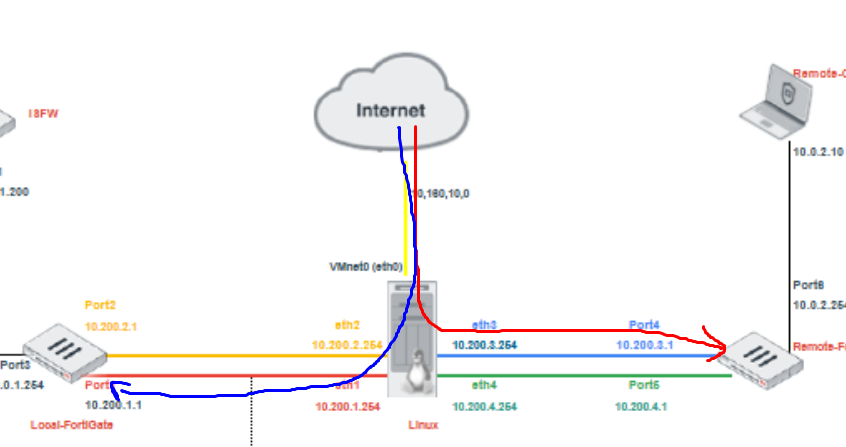 Internet
ISFW
Remote-
10.0.2.10
1.200
10,160,10,0
VMnet0 (eth0)
Port6
10.0.2.254
Port2
10.200.2.1
eth2
10.200.2.254
eth3
10.200.3.254
Port4
10.200.3.1
Port3
.0.1.254
Port
10.200.1.1
eth1
10.200.1.254
eth4
10.200.4.254
Port5
10.200.4.1
Remote-Fo
Local-FortiGate
Linux